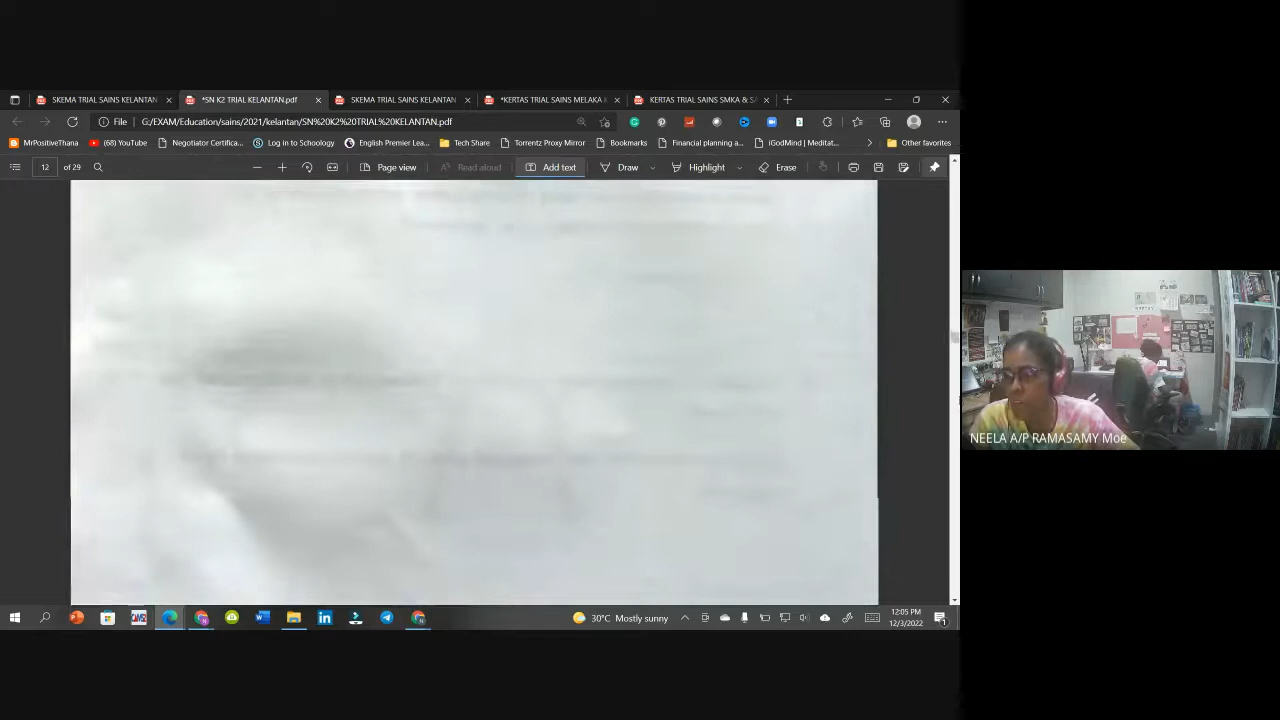 SKEMA TRIAL SAINS KELANTAN
*SN K2 TRIAL KELANTAN.pdf
SKEMA TRIAL SAINS KELANTAN
*KERTAS TRIAL SAINS MELAKA
KERTAS TRIAL SAINS SMKA & S
File
G:/EXAM/Education/sains/2021/kelantan/SN%20K2%20TRIAL%20KELANTAN.pdf
MrPositiveThana
(68) YouTube
Negotiator Certifica...
Log in to Schoology
English Premier Lea...
Tech Share
Torrentz Proxy Mirror
Bookmarks
Financial planning a...
iGodMind | Meditat...
Other favorites
12
of 29
Page view
Read aloud
Add text
Draw
Highlight
Erase
NEELA A/P RAMASAMY Moe
30°C Mostly sunny
12:05 PM
12/3/2022